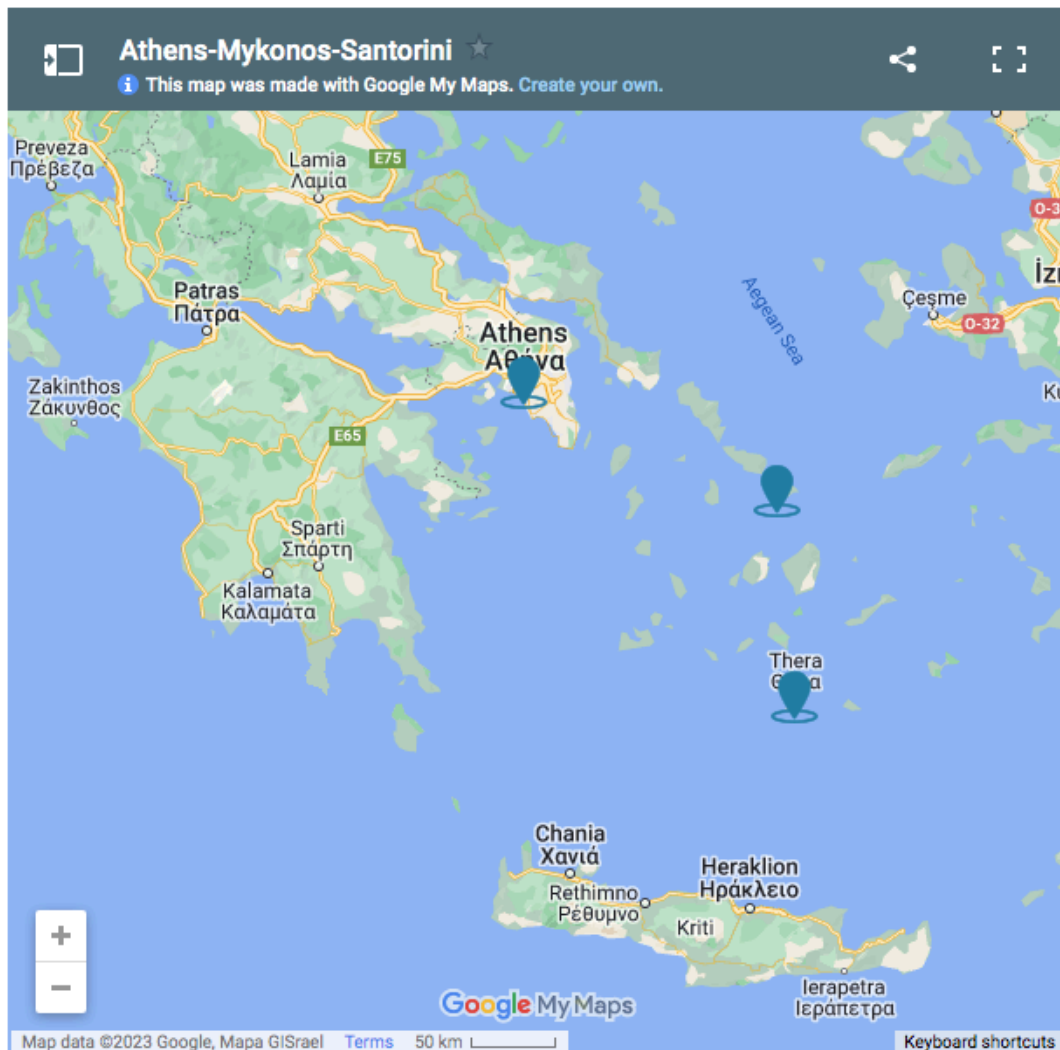 Athens-Mykonos-Santorini
This map was made with Google My Maps. Create your own.
Preveza
Πρέβεζα
Lamia
Λαμία
E75
Patras
Πάτρα
Athens
Αθήνα
Aegean Sea
Çeşme
O-32
Zakinthos
Ζάκυνθος
E65
Sparti
Σπάρτη
Kalamata
Καλαμάτα
Thera
Chania
Χανιά
Rethimno
Ρέθυμνο
Heraklion
Ηράκλειο
Kriti
Ierapetra
Ιεράπετρα
Google My Maps
Map data ©2023 Google, Mapa GISrael Terms 50 km
Keyboard shortcuts